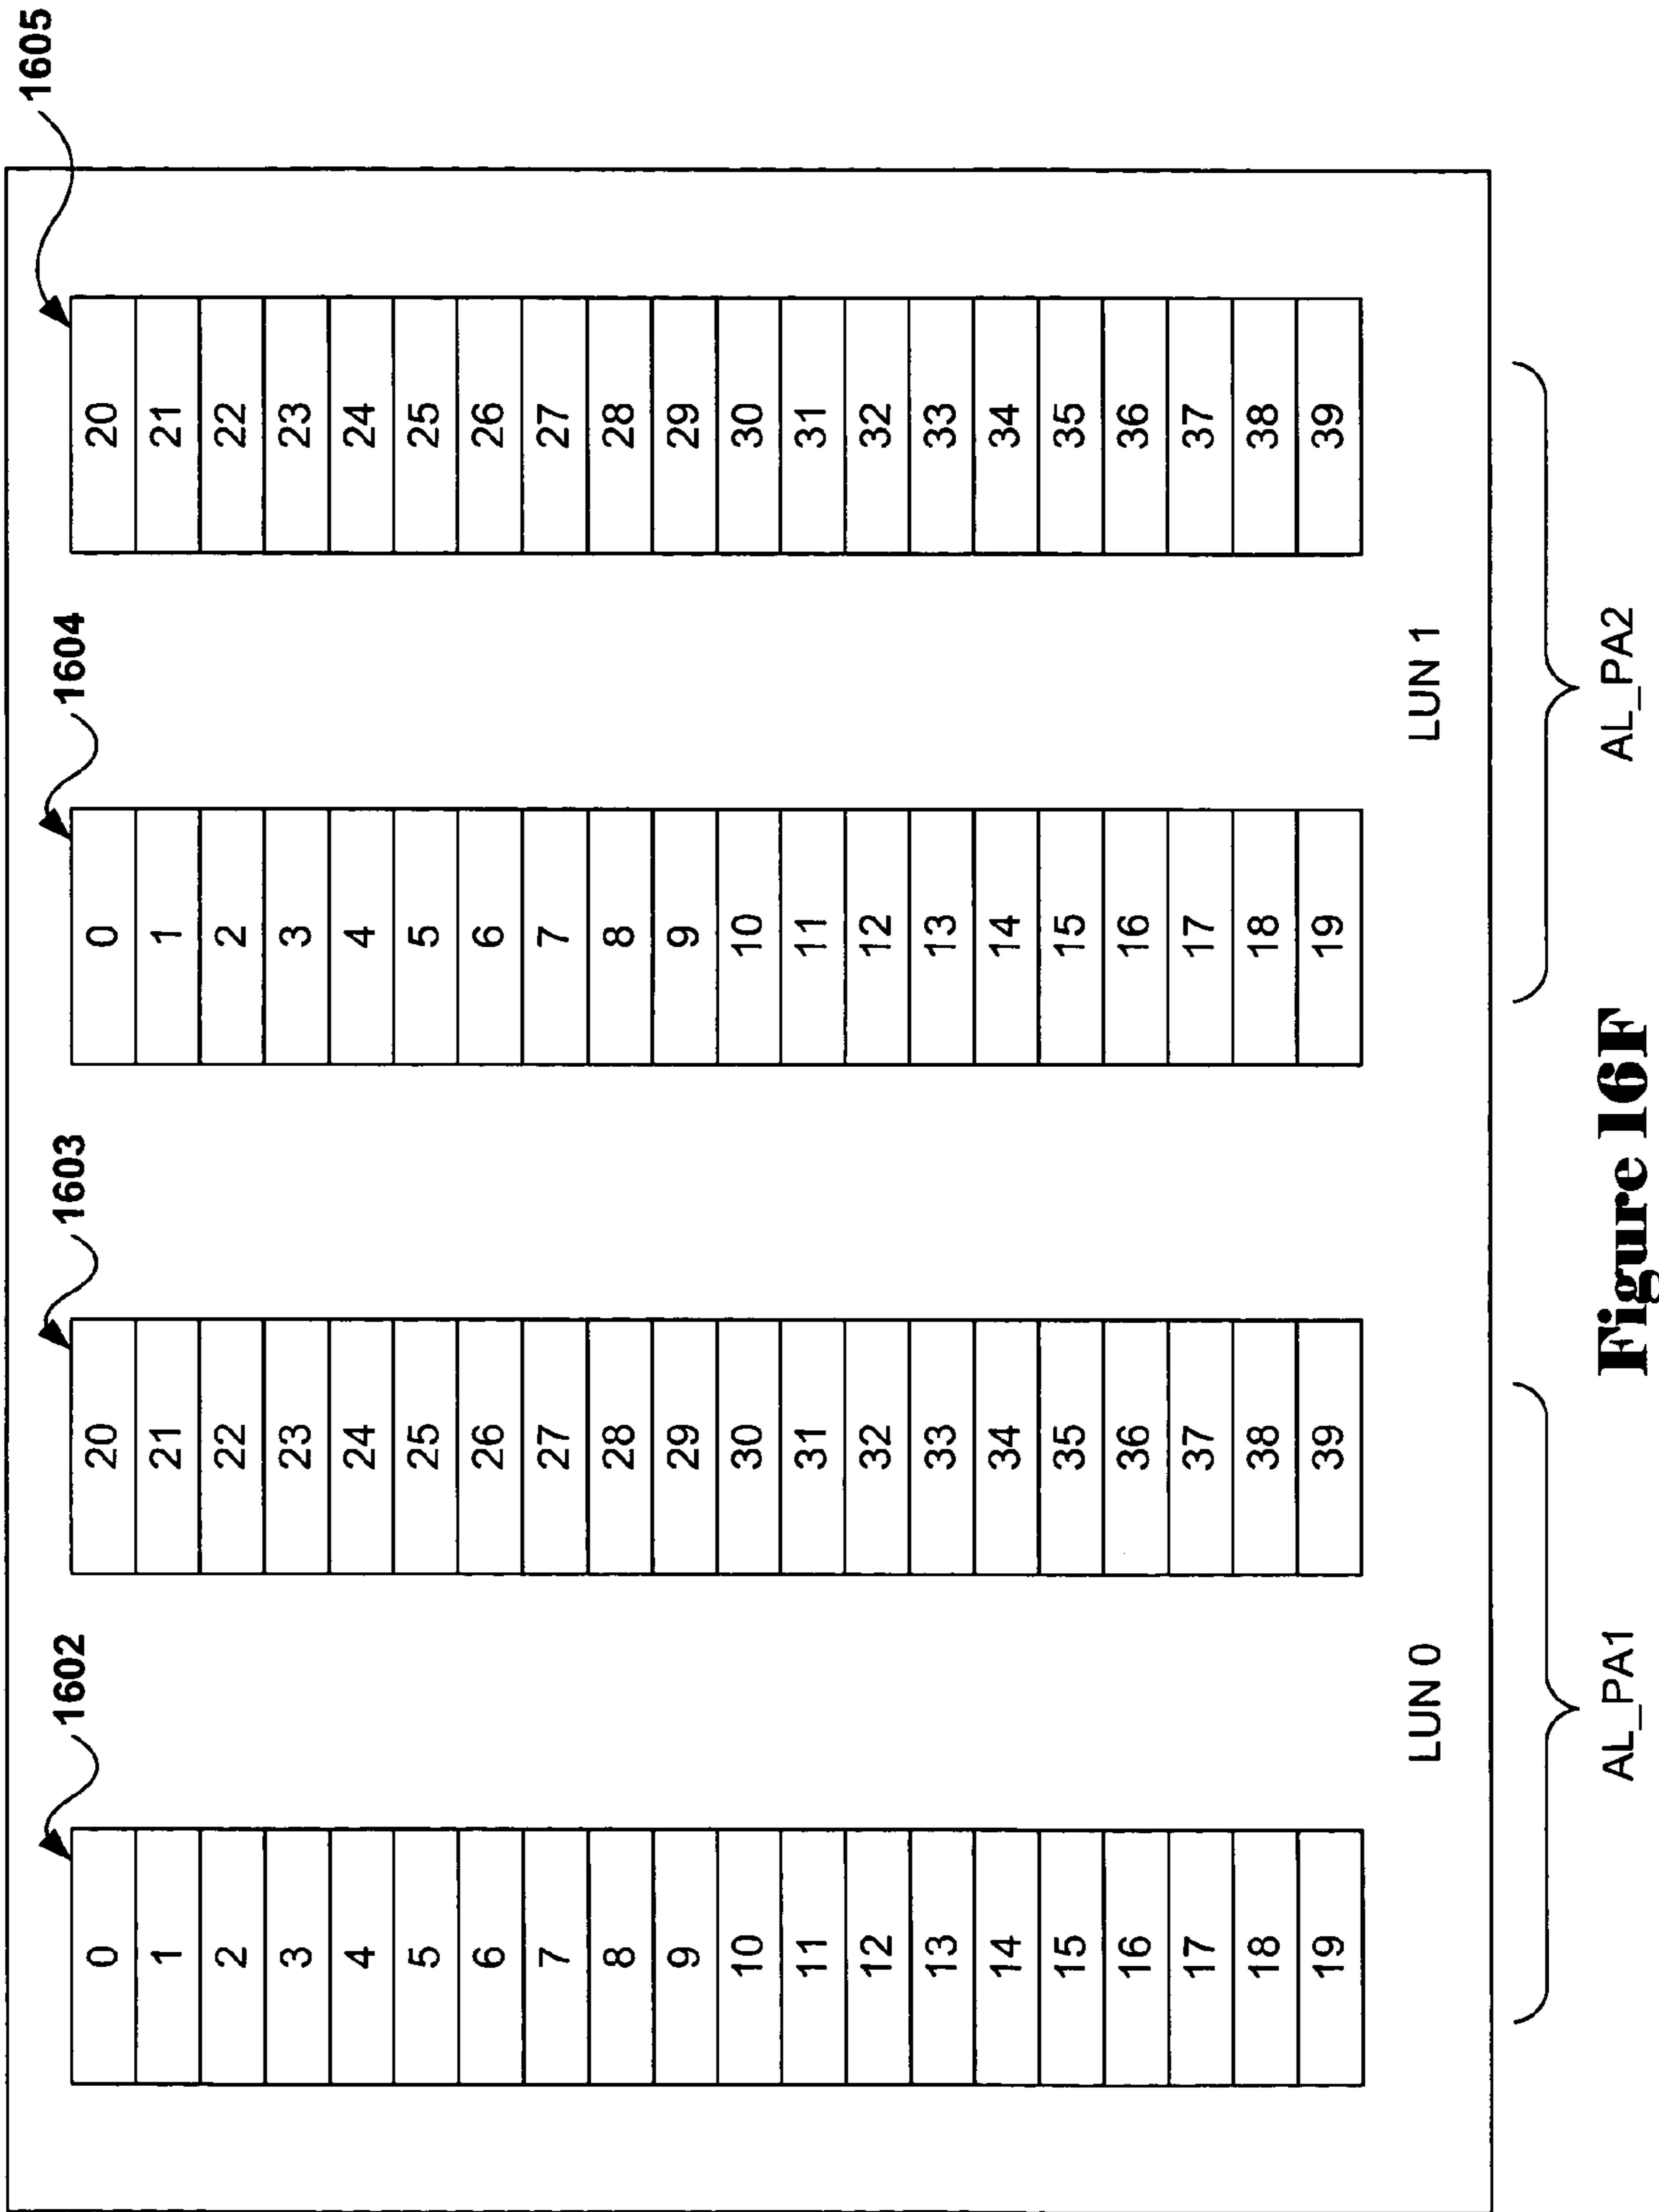 1605
1602 1603 1604
0 20 0 20
1 21 1 21
2 22 2 22
3 23 3 23
4 24 4 24
5 25 5 25
6 26 6 26
7 27 7 27
8 28 8 28
9 29 9 29
10 30 10 30
11 31 11 31
12 32 12 32
13 33 13 33
14 34 14 34
15 35 15 35
16 36 16 36
17 37 17 37
18 38 18 38
19 39 19 39
LUN 0 LUN 1
AL_PA1 AL_PA2
Figure 16F